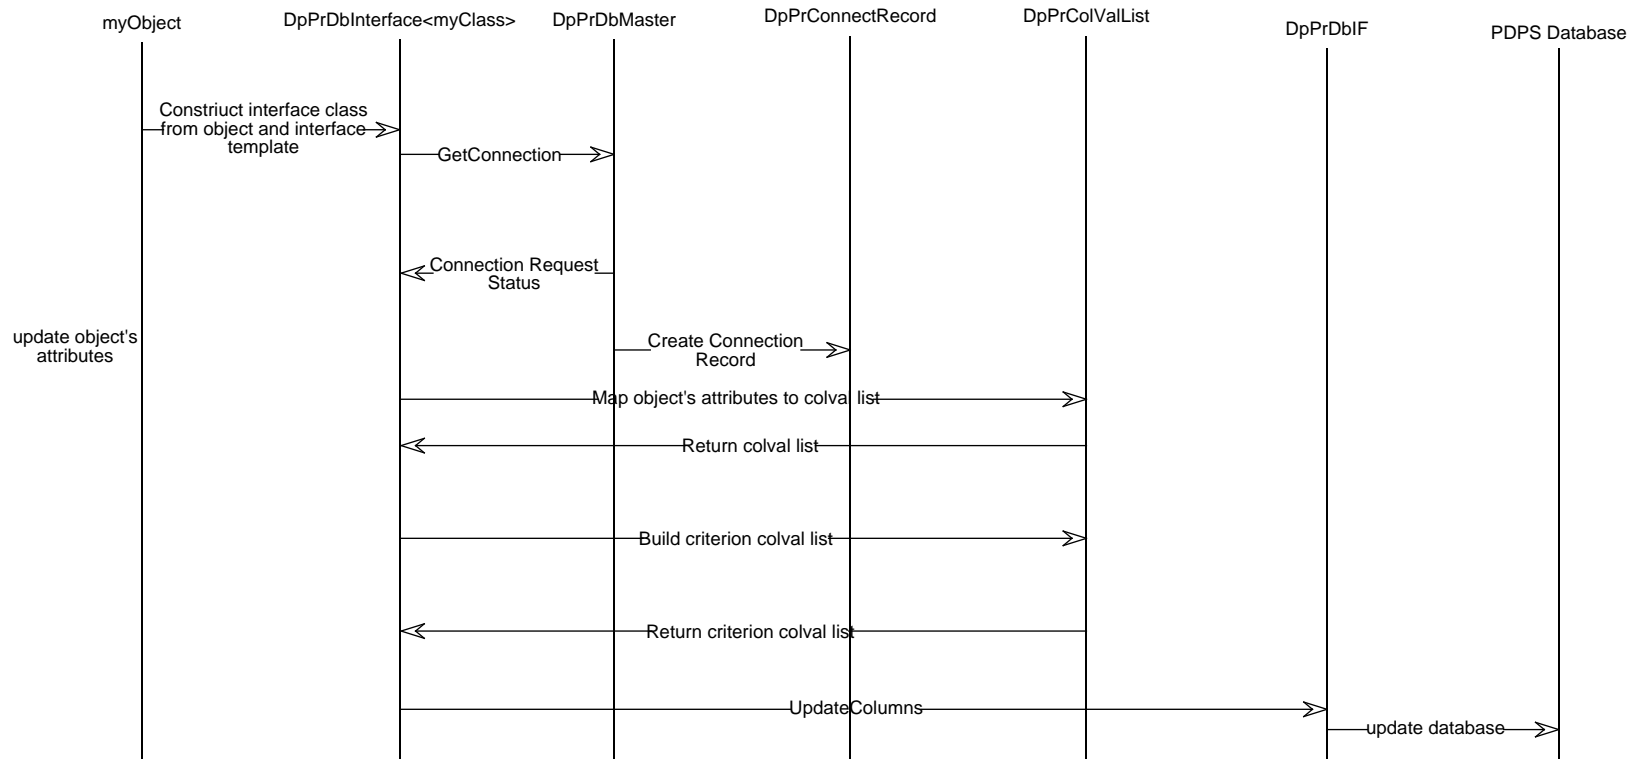 myObject
DpPrDbInterface<myClass>
DpPrDbMaster
DpPrConnectRecord
DpPrColValList
DpPrDbIF
PDPS Database
Constriuct interface class
from object and interface
template
GetConnection
Connection Request
Status
update object's
attributes
Create Connection
Record
Map object's attributes to colval list
Return colval list
Build criterion colval list
Return criterion colval list
UpdateColumns
update database